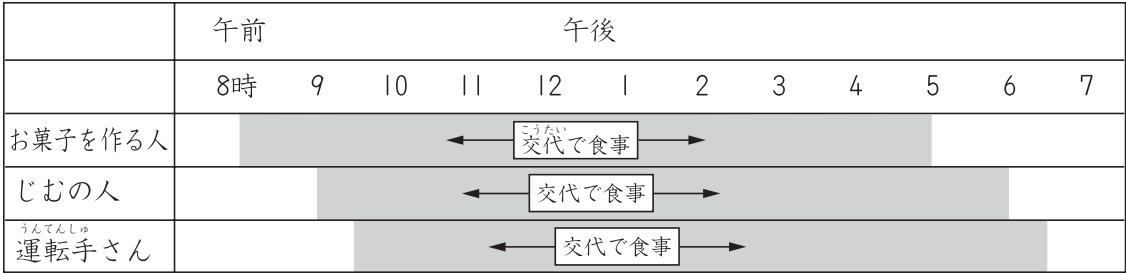 午前 午後
8時 9 10 11 12 1 2 3 4 5 6 7
お菓子を作る人 こうたい 交代で食事
じむの人 交代で食事
うんてんしゅ
運転手さん 交代で食事